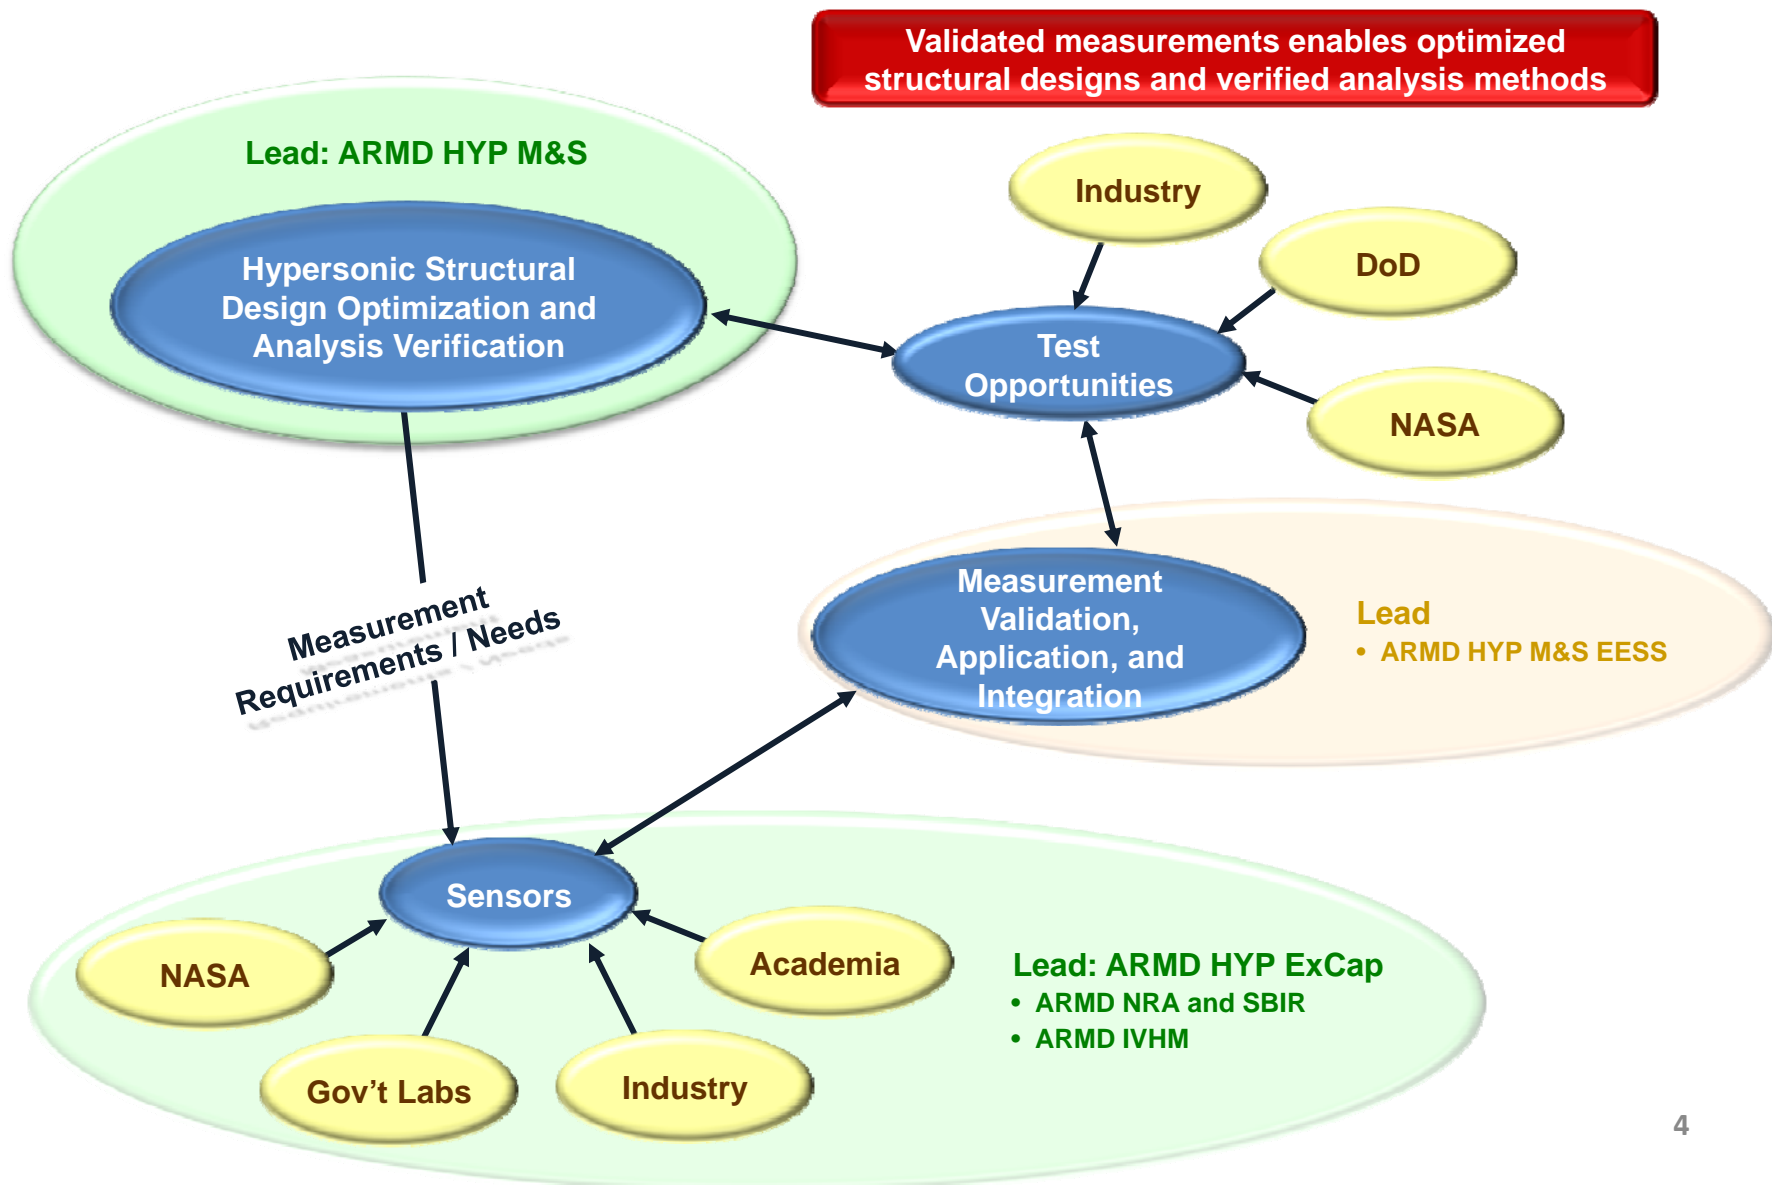 Validated measurements enables optimized
structural designs and verified analysis methods
Lead: ARMD HYP M&S
Hypersonic Structural
Design Optimization and
Analysis Verification
Industry
DoD
Test
Opportunities
NASA
Measurement
Requirements / Needs
Measurement
Validation,
Application, and
Integration
Lead
• ARMD HYP M&S EESS
Sensors
NASA
Gov’t Labs
Industry
Academia
Lead: ARMD HYP ExCap
• ARMD NRA and SBIR
• ARMD IVHM
4